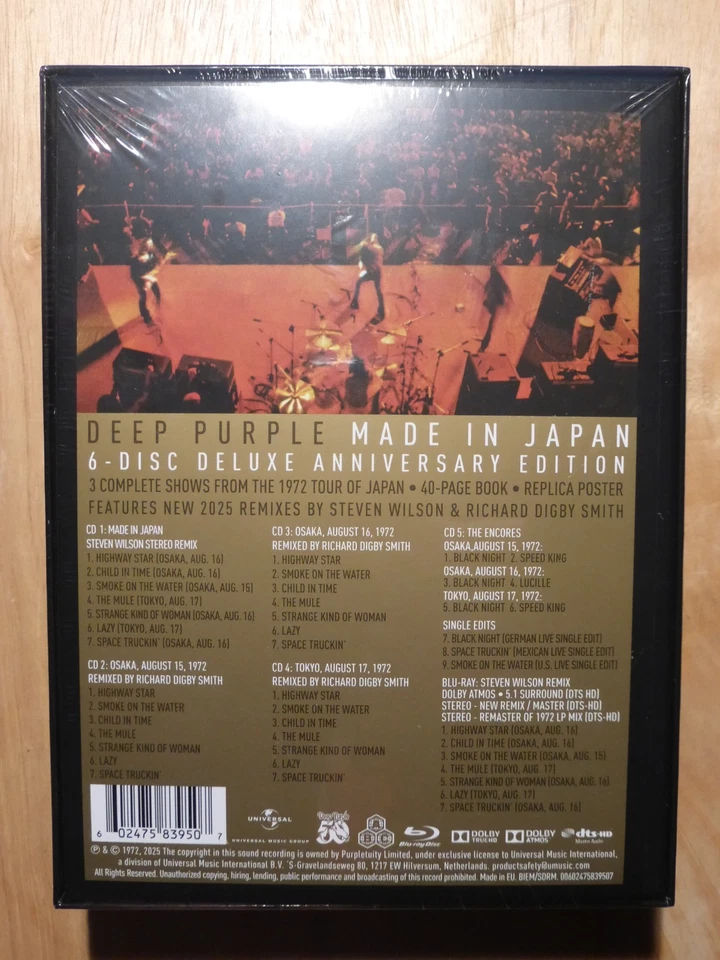 DEEP PURPLE MADE IN JAPAN
6-DISC DELUXE ANNIVERSARY EDITION
3 COMPLETE SHOWS FROM THE 1972 TOUR OF JAPAN • 40-PAGE BOOK • REPLICA POSTER
FEATURES NEW 2025 REMIXES BY STEVEN WILSON & RICHARD DIGBY SMITH
CD 1: MADE IN JAPAN
STEVEN WILSON STEREO REMIX
1. HIGHWAY STAR (OSAKA, AUG. 16)
2. CHILD IN TIME (OSAKA, AUG. 16)
3. SMOKE ON THE WATER (OSAKA, AUG. 15)
4. THE MULE (TOKYO, AUG. 17)
5. STRANGE KIND OF WOMAN (OSAKA, AUG. 16)
6. LAZY (TOKYO, AUG. 17)
7. SPACE TRUCKIN' (OSAKA, AUG. 16)
CD 2: OSAKA, AUGUST 15, 1972
REMIXED BY RICHARD DIGBY SMITH
1. HIGHWAY STAR
2. SMOKE ON THE WATER
3. CHILD IN TIME
4. THE MULE
5. STRANGE KIND OF WOMAN
6. LAZY
7. SPACE TRUCKIN'
CD 3: OSAKA, AUGUST 16, 1972
REMIXED BY RICHARD DIGBY SMITH
1. HIGHWAY STAR
2. SMOKE ON THE WATER
3. CHILD IN TIME
4. THE MULE
5. STRANGE KIND OF WOMAN
6. LAZY
7. SPACE TRUCKIN'
CD 4: TOKYO, AUGUST 17, 1972
REMIXED BY RICHARD DIGBY SMITH
1. HIGHWAY STAR
2. SMOKE ON THE WATER
3. CHILD IN TIME
4. THE MULE
5. STRANGE KIND OF WOMAN
6. LAZY
7. SPACE TRUCKIN'
CD 5: THE ENCORES
OSAKA,AUGUST 15, 1972:
1. BLACK NIGHT 2. SPEED KING
OSAKA, AUGUST 16, 1972:
3. BLACK NIGHT 4. LUCILLE
TOKYO, AUGUST 17, 1972:
5. BLACK NIGHT 6. SPEED KING
SINGLE EDITS
7. BLACK NIGHT (GERMAN LIVE SINGLE EDIT)
8. SPACE TRUCKIN' (MEXICAN LIVE SINGLE EDIT)
9. SMOKE ON THE WATER (U.S. LIVE SINGLE EDIT)
BLU-RAY: STEVEN WILSON REMIX
DOLBY ATMOS • 5.1 SURROUND (DTS HD)
STEREO - NEW REMIX / MASTER (DTS-HD)
STEREO - REMASTER OF 1972 LP MIX (DTS-HD)
1. HIGHWAY STAR (OSAKA, AUG. 16)
2. CHILD IN TIME (OSAKA, AUG. 16)
3. SMOKE ON THE WATER (OSAKA, AUG. 15)
4. THE MULE (TOKYO, AUG. 17)
5. STRANGE KIND OF WOMAN (OSAKA, AUG. 16)
6. LAZY (TOKYO, AUG. 17)
7. SPACE TRUCKIN' (OSAKA, AUG. 16)
6 02475 83950 7
UNIVERSAL
UNIVERSAL MUSIC GROUP
Deep Purple
50
Blu-ray Disc
DOLBY TRUEHD
DOLBY ATMOS
dts-HD
Master Audio
℗ & © 1972, 2025 The copyright in this sound recording is owned by Purpletuity Limited, under exclusive license to Universal Music International,
a division of Universal Music International B.V. 'S-Gravelandseweg 80, 1217 EW Hilversum, Netherlands. productsafety@umusic.com
All Rights Reserved. Unauthorized copying, hiring, lending, public performance and broadcasting of this record prohibited. Made in EU. BIEM/SDRM. 00602475839507